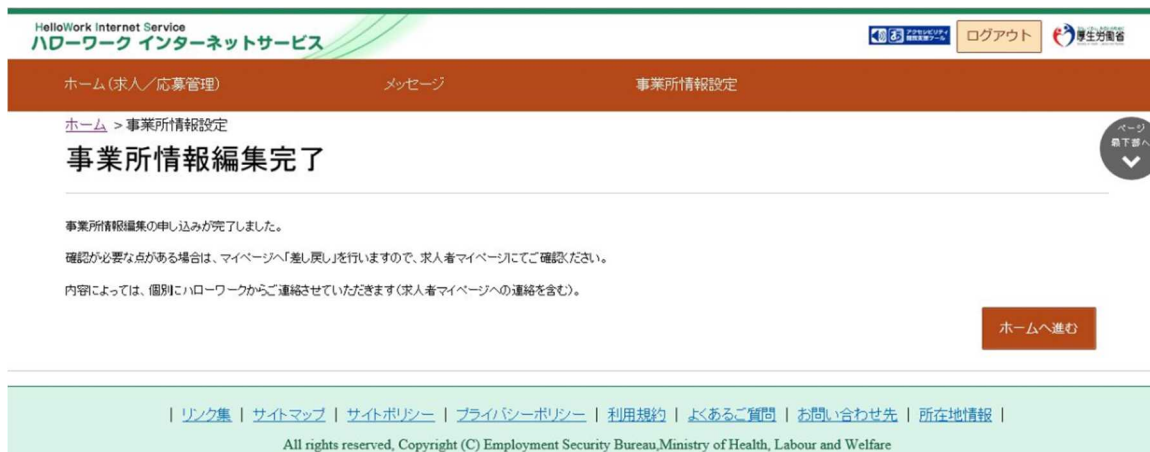 HelloWork Internet Service
ハローワーク インターネットサービス
ログアウト
厚生労働省
ホーム(求人／応募管理)
メッセージ
事業所情報設定
ホーム > 事業所情報設定
ページ
最下部へ
事業所情報編集完了
事業所情報編集の申し込みが完了しました。
確認が必要な点がある場合は、マイページへ「差し戻し」を行いますので、求人者マイページにてご確認ください。
内容によっては、個別にハローワークからご連絡させていただきます(求人者マイページへの連絡を含む)。
ホームへ進む
| リンク集 | サイトマップ | サイトポリシー | プライバシーポリシー | 利用規約 | よくあるご質問 | お問い合わせ先 | 所在地情報 |
All rights reserved, Copyright (C) Employment Security Bureau,Ministry of Health, Labour and Welfare